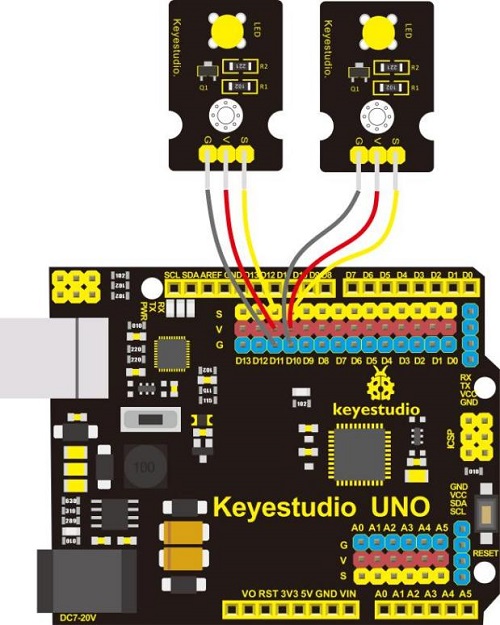 Keyestudio.
LED
221 R2
Q1 102 R1
G V S
Keyestudio.
LED
221 R2
Q1 102 R1
G V S
SCL SDA AREF GND D13 D12 D11 D10 D9 D8 D7 D6 D5 D4 D3 D2 D1 D0
RX
TX
PWR
S
V
G
D13 D12 D11 D10 D9 D8 D7 D6 D5 D4 D3 D2 D1 D0
RX
TX
VCC
GND
keyestudio
ICSP
100
Keyestudio UNO
GND
VCC
SDA
SCL
A0 A1 A2 A3 A4 A5
G
V
S
RESET
VO RST 3V3 5V GND VIN A0 A1 A2 A3 A4 A5
DC7-20V